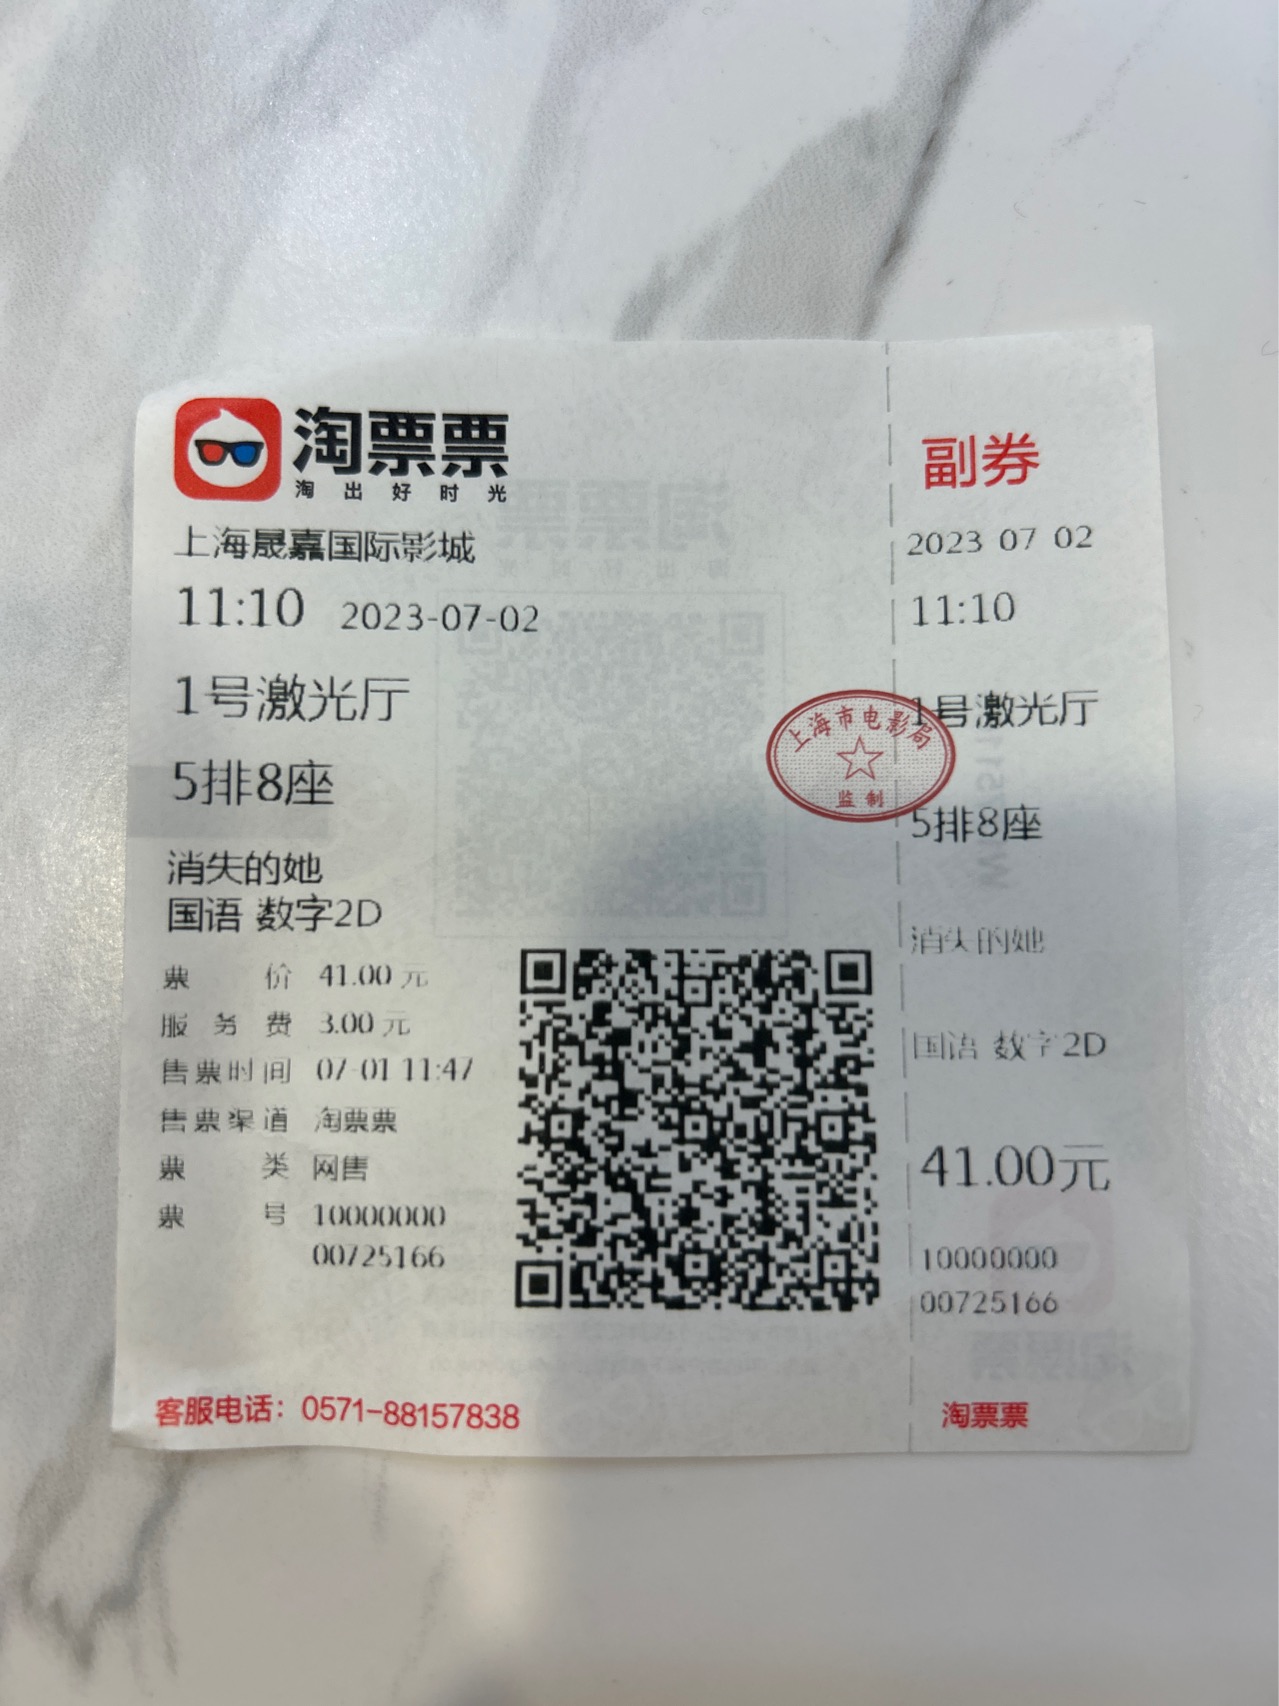 淘票票
淘出好时光
上海晟嘉国际影城
11:10 2023-07-02
1号激光厅
5排8座
消失的她
国语 数字2D
票价 41.00 元
服务费 3.00 元
售票时间 07-01 11:47
售票渠道 淘票票
票类 网售
票号 10000000
00725166
客服电话：0571-88157838
上海市电影局
监制
副券
2023 07 02
11:10
1号激光厅
5排8座
消失的她
国语 数字2D
41.00元
10000000
00725166
淘票票